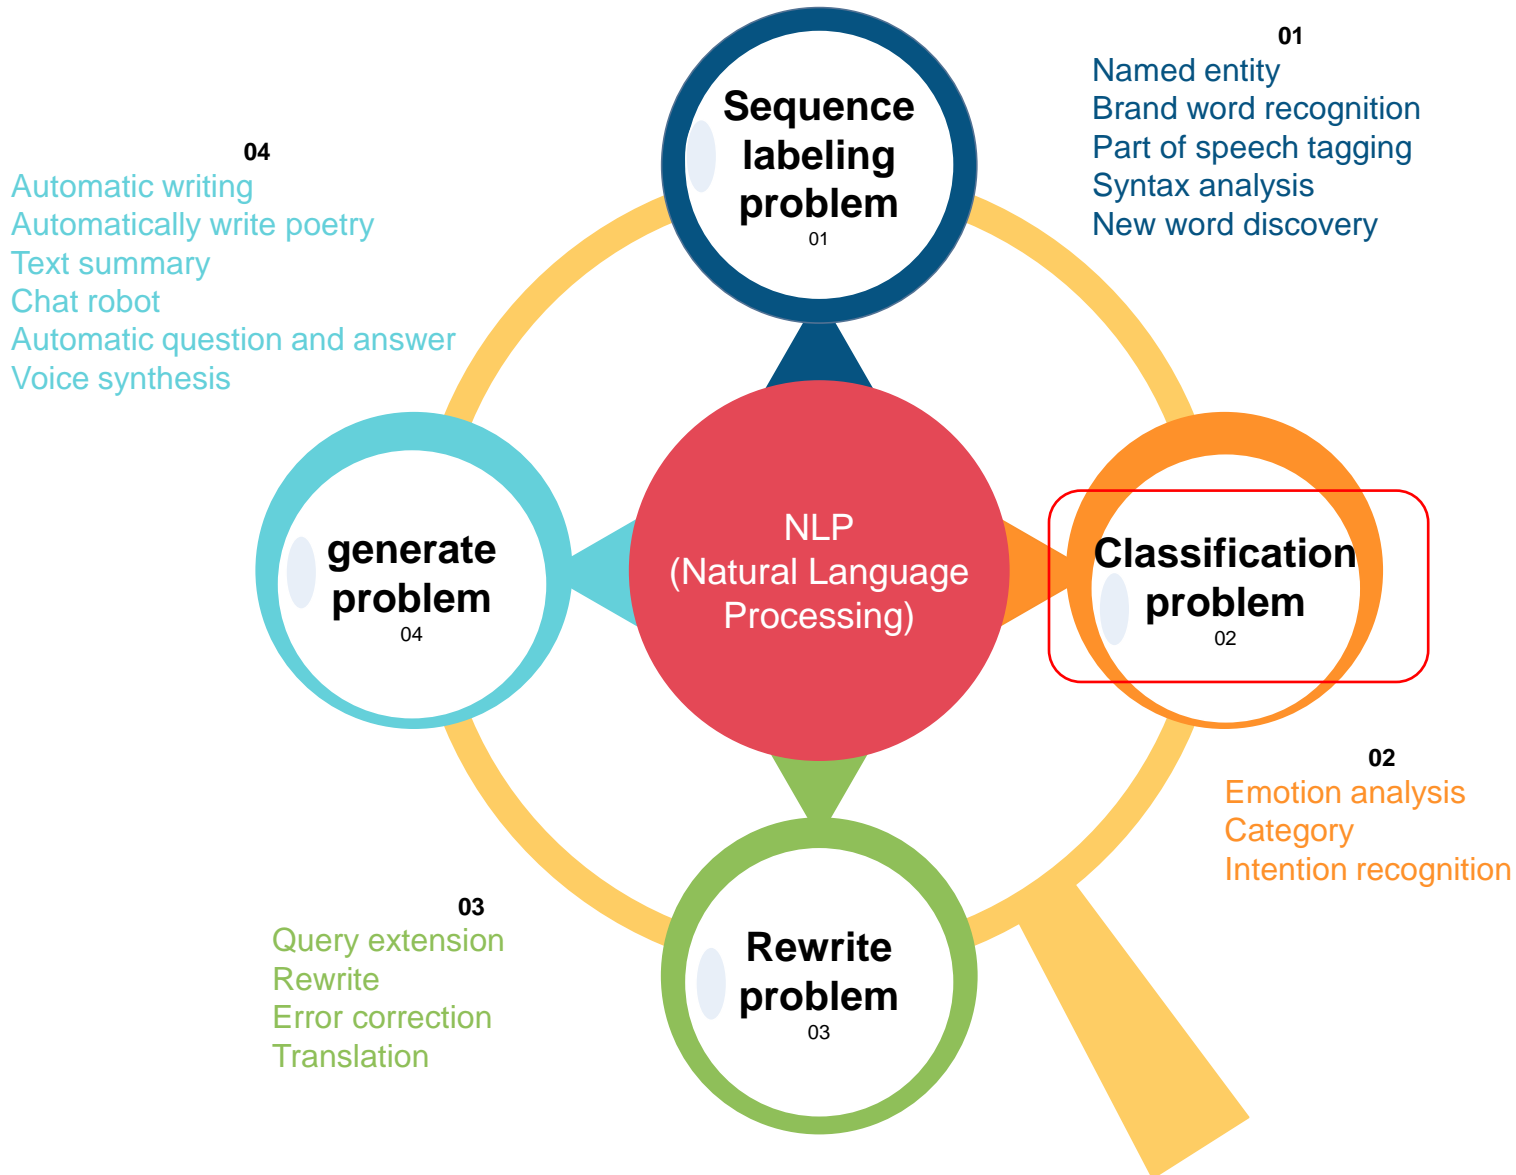 Sequence
labeling
problem
01
01
Named entity
Brand word recognition
Part of speech tagging
Syntax analysis
New word discovery
04
Automatic writing
Automatically write poetry
Text summary
Chat robot
Automatic question and answer
Voice synthesis
generate
problem
04
NLP
(Natural Language
Processing)
Classification
problem
02
02
Emotion analysis
Category
Intention recognition
03
Query extension
Rewrite
Error correction
Translation
Rewrite
problem
03